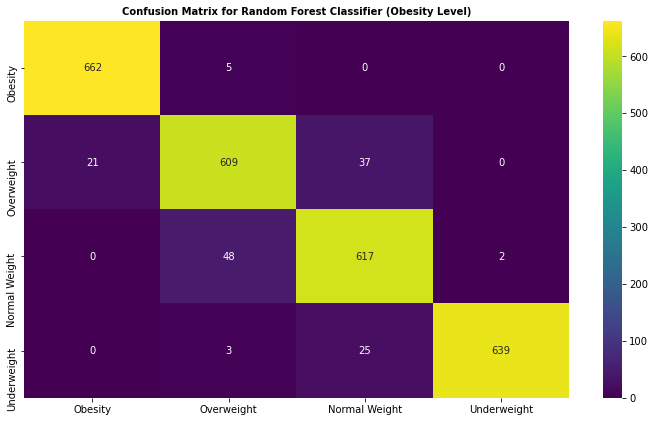 Confusion Matrix for Random Forest Classifier (Obesity Level)
Obesity 662 5 0 0
Overweight 21 609 37 0
Normal Weight 0 48 617 2
Underweight 0 3 25 639
Obesity Overweight Normal Weight Underweight
600
500
400
300
200
100
0